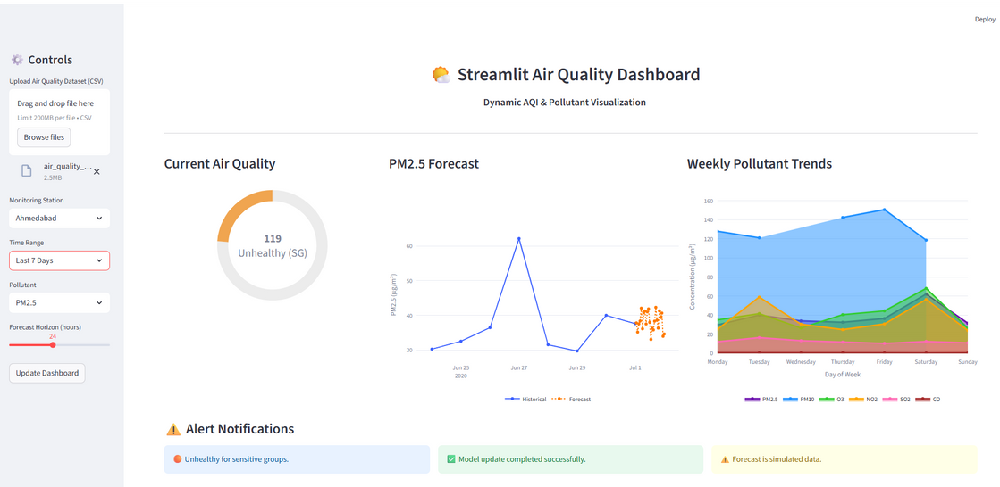 Deploy
Controls
Upload Air Quality Dataset (CSV)
Drag and drop file here
Limit 200MB per file • CSV
Browse files
air_quality_...
2.5MB
Monitoring Station
Ahmedabad
Time Range
Last 7 Days
Pollutant
PM2.5
Forecast Horizon (hours)
24
Update Dashboard
Streamlit Air Quality Dashboard
Dynamic AQI & Pollutant Visualization
Current Air Quality
119
Unhealthy (SG)
PM2.5 Forecast
PM2.5 (µg/m³)
60
50
40
30
Jun 25
2020
Jun 27
Jun 29
Jul 1
Historical
Forecast
Weekly Pollutant Trends
Concentration (µg/m³)
160
140
120
100
80
60
40
20
0
Monday
Tuesday
Wednesday
Thursday
Friday
Saturday
Sunday
Day of Week
PM2.5
PM10
O3
NO2
SO2
CO
Alert Notifications
Unhealthy for sensitive groups.
Model update completed successfully.
Forecast is simulated data.